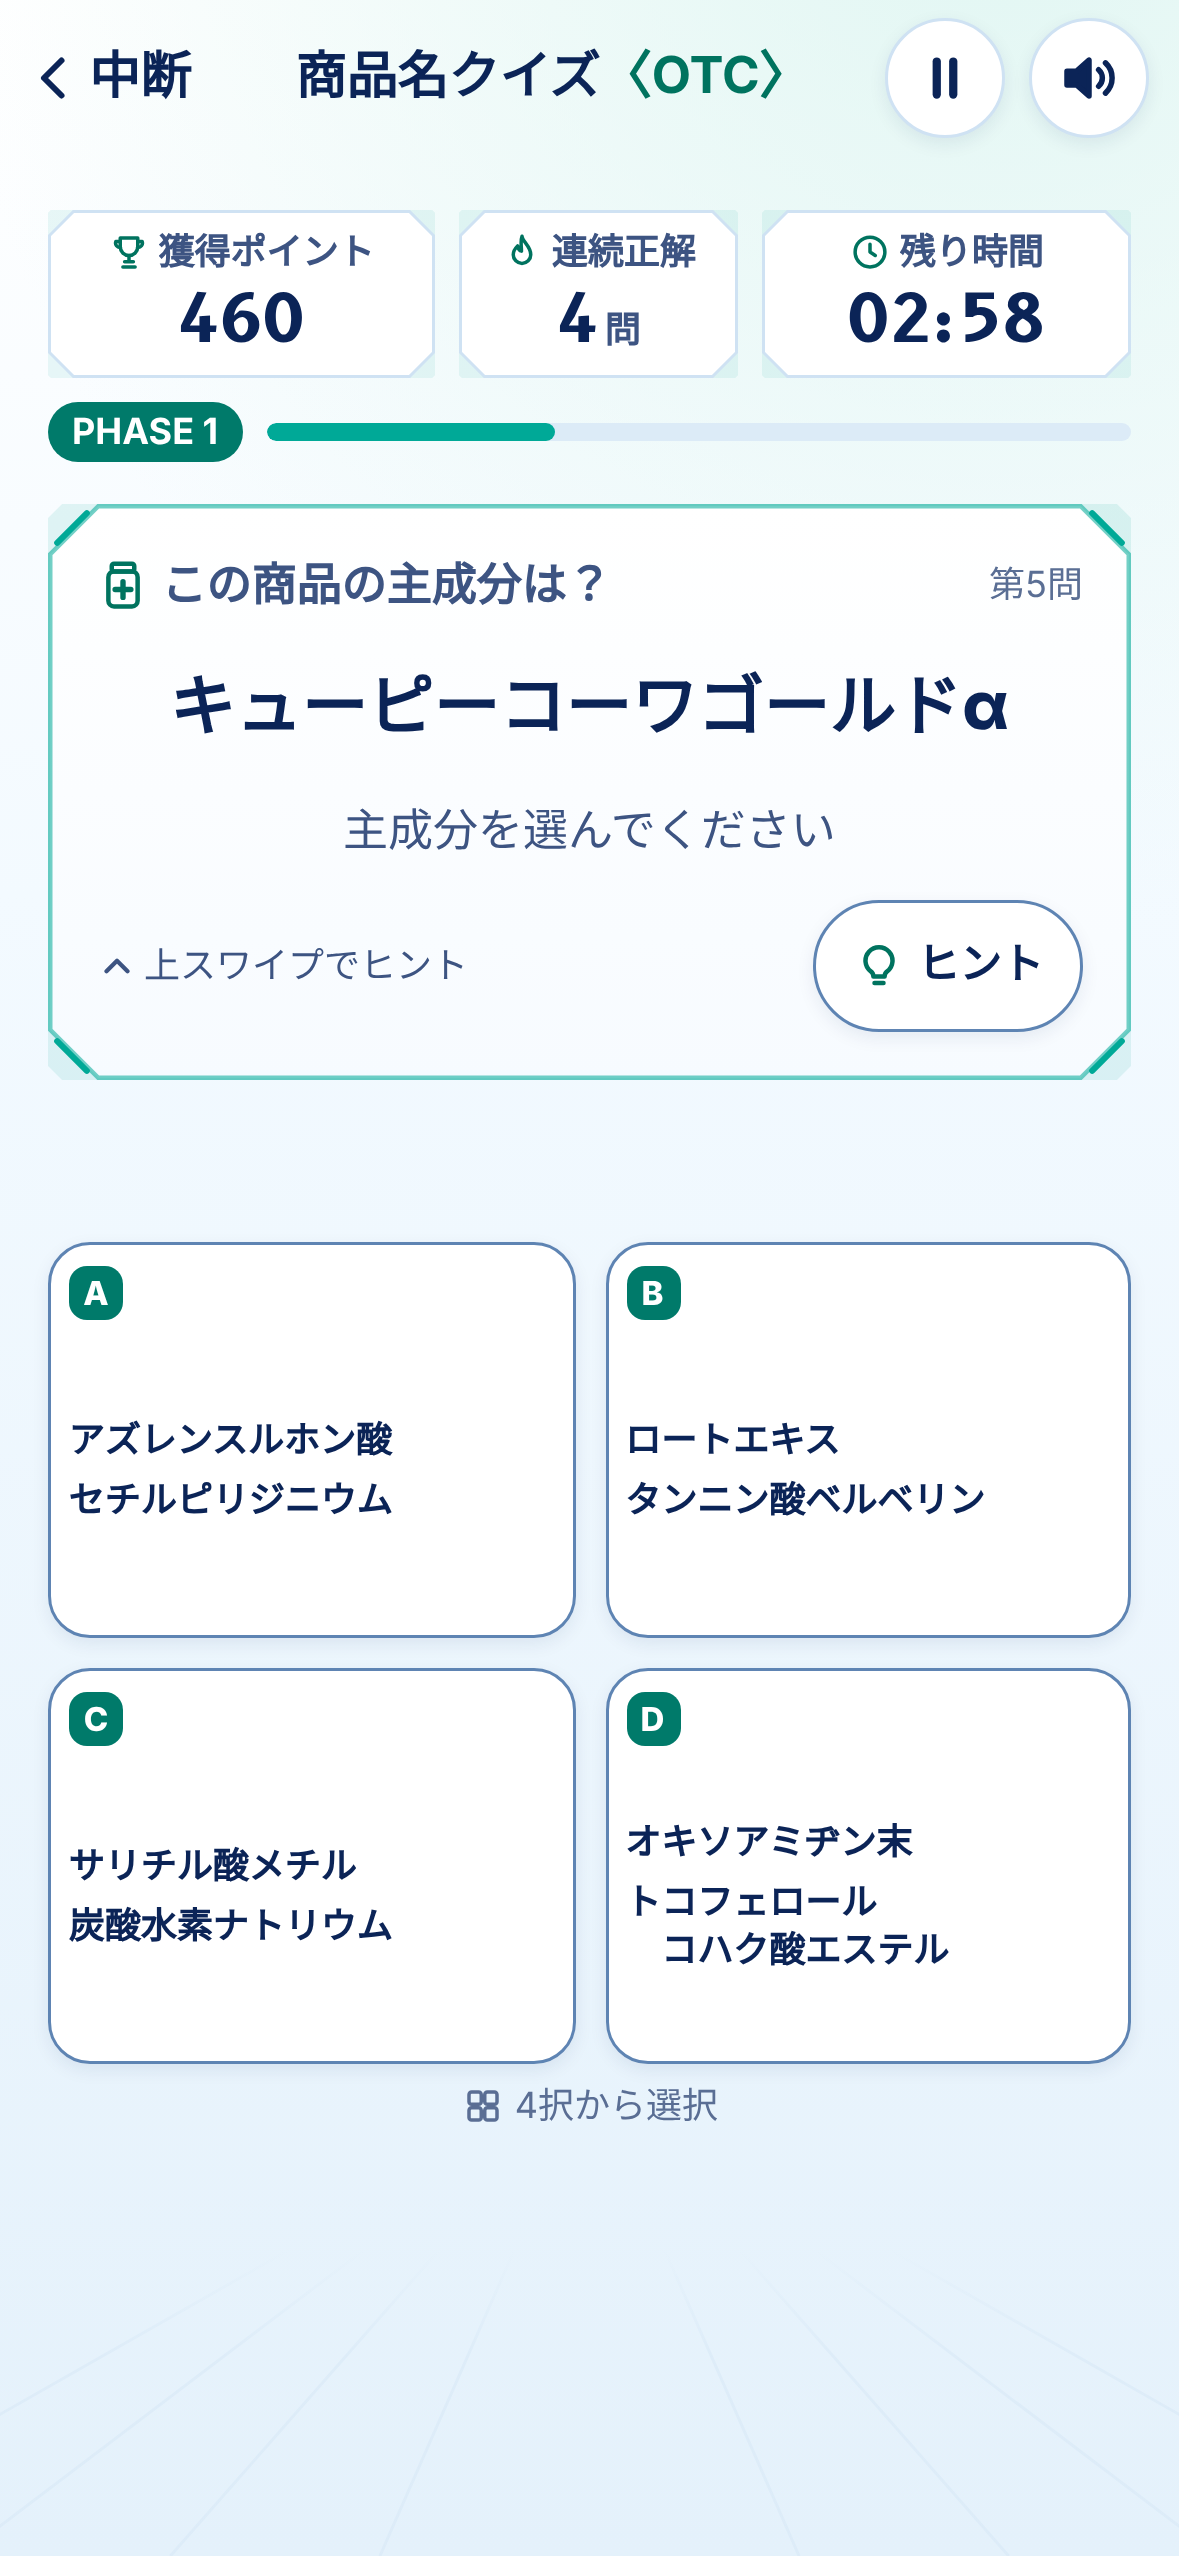 中断
商品名クイズ〈OTC〉
獲得ポイント
460
連続正解
4問
残り時間
02:58
PHASE 1
この商品の主成分は？
第5問
キューピーコーワゴールドα
主成分を選んでください
上スワイプでヒント
ヒント
A
アズレンスルホン酸
セチルピリジニウム
B
ロートエキス
タンニン酸ベルベリン
C
サリチル酸メチル
炭酸水素ナトリウム
D
オキソアミヂン末
トコフェロール
コハク酸エステル
4択から選択